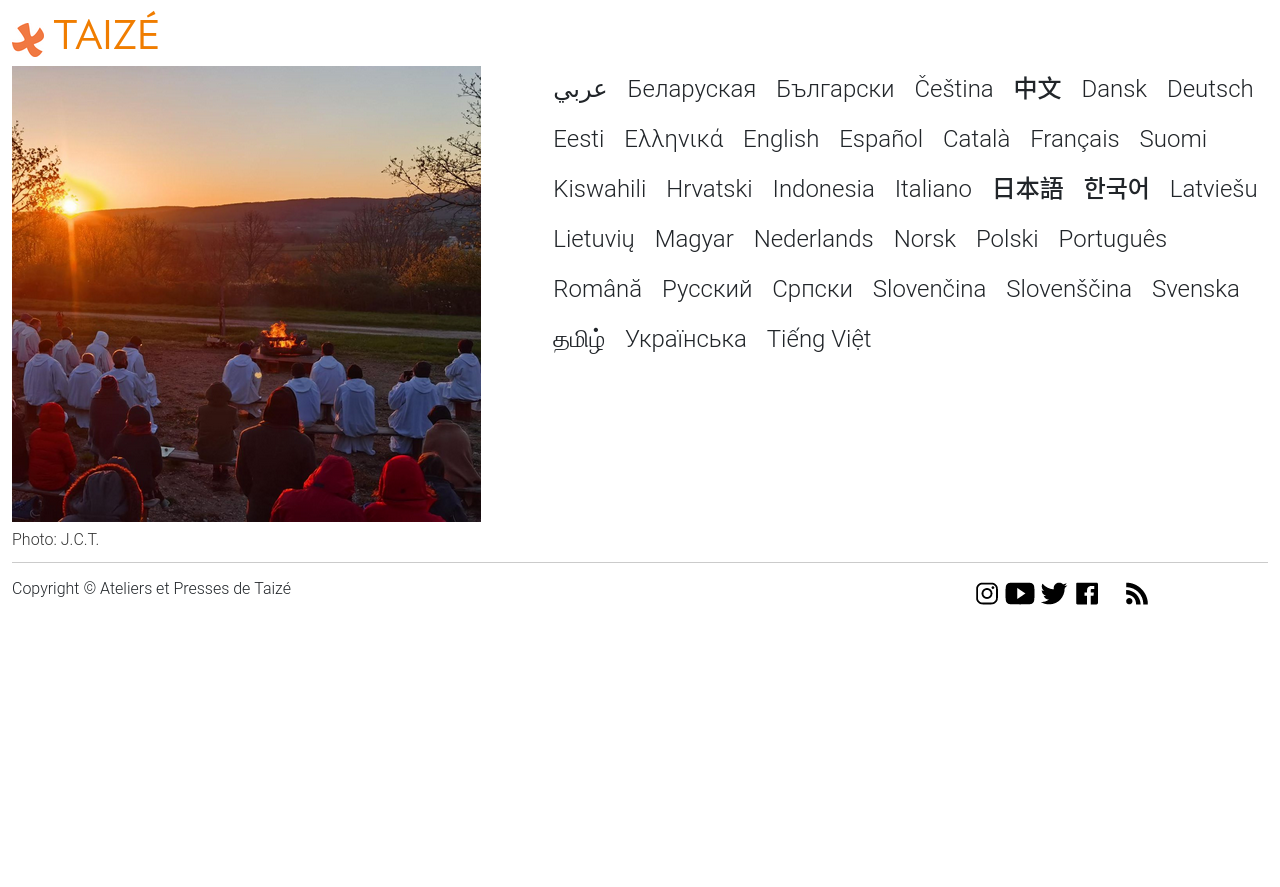 TAIZÉ
عربي Беларуская Български Čeština 中文 Dansk Deutsch
Eesti Ελληνικά English Español Català Français Suomi
Kiswahili Hrvatski Indonesia Italiano 日本語 한국어 Latviešu
Lietuvių Magyar Nederlands Norsk Polski Português
Română Русский Српски Slovenčina Slovenščina Svenska
தமிழ் Українська Tiếng Việt
Photo: J.C.T.
Copyright © Ateliers et Presses de Taizé